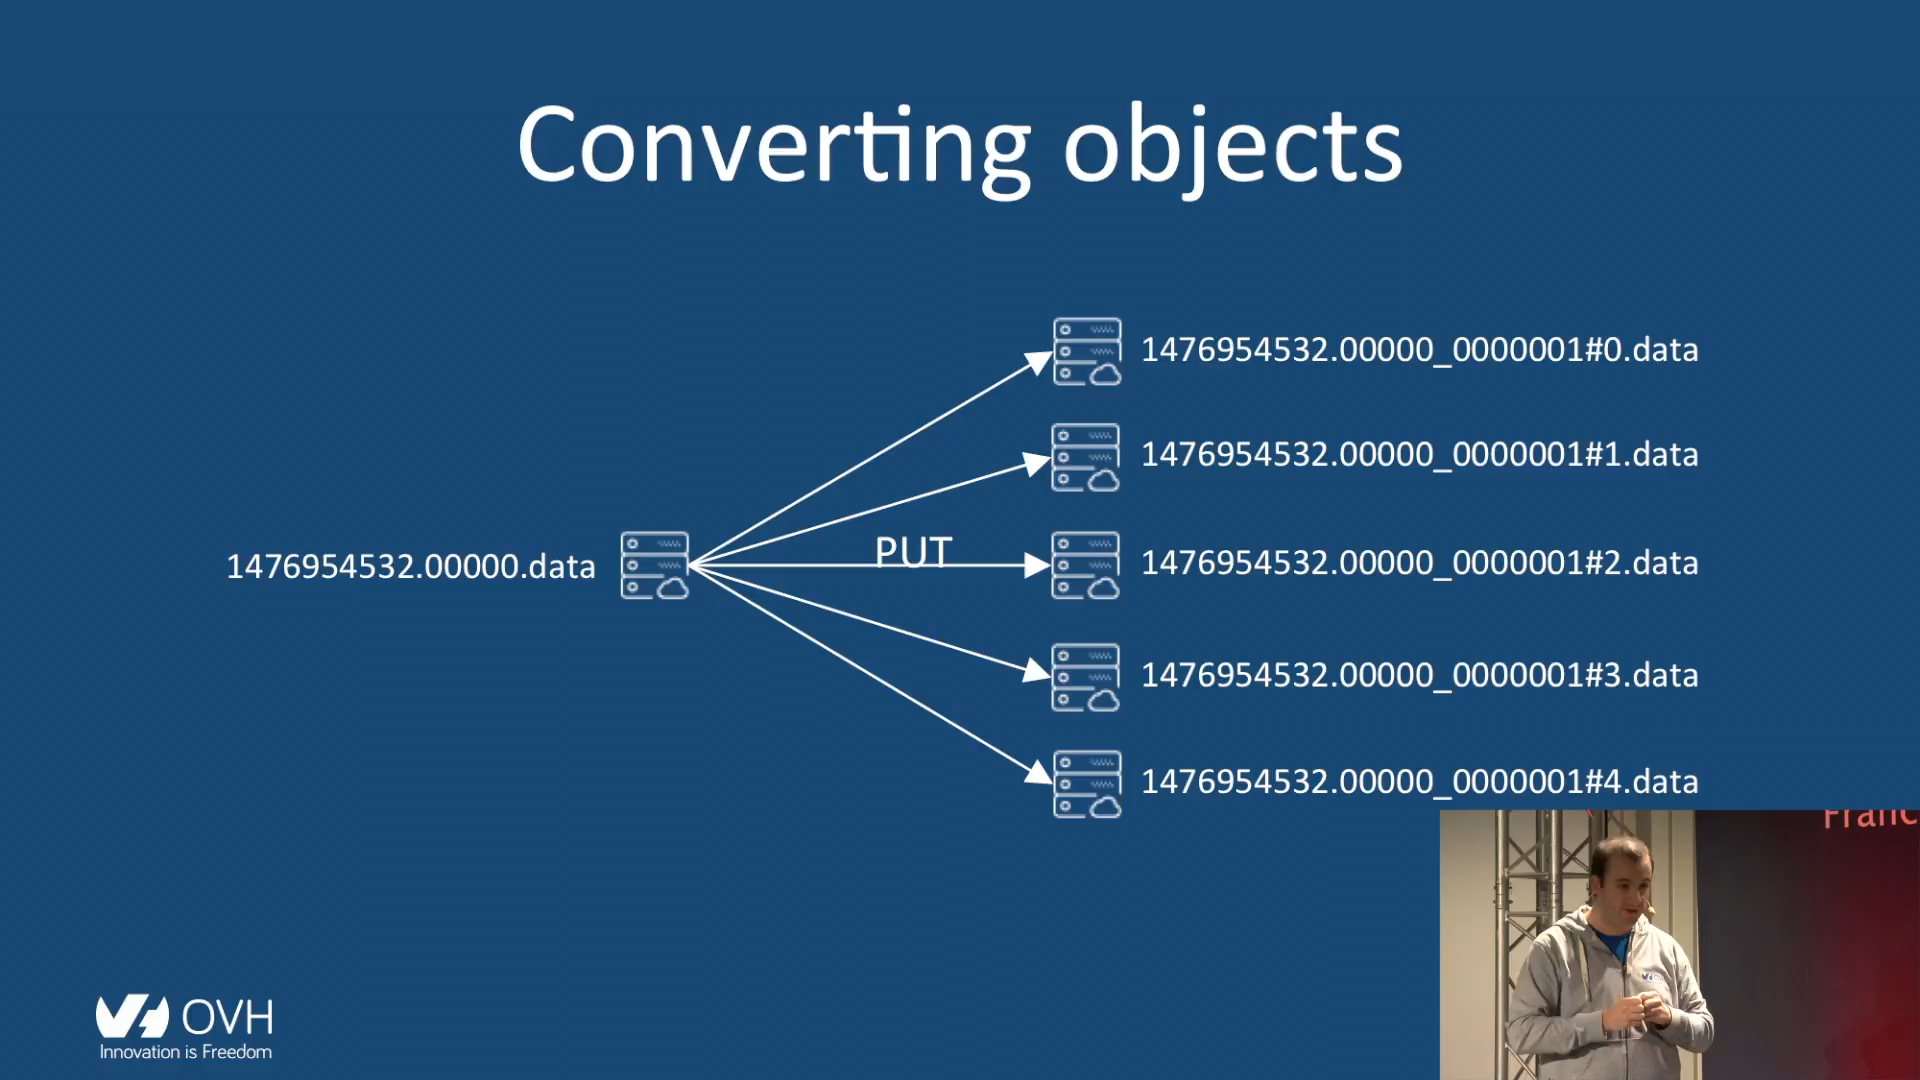 Converting objects
1476954532.00000_0000001#0.data
1476954532.00000_0000001#1.data
PUT
1476954532.00000.data
1476954532.00000_0000001#2.data
1476954532.00000_0000001#3.data
1476954532.00000_0000001#4.data
Franc
OVH
Innovation is Freedom